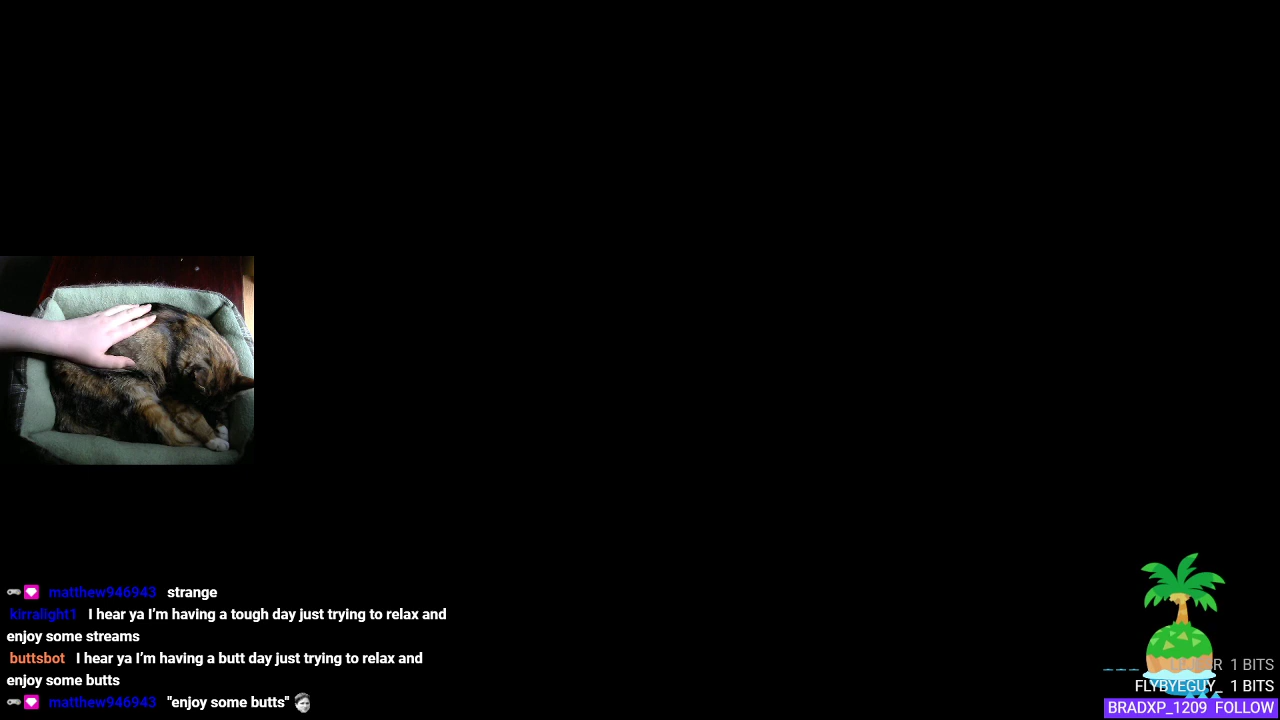 matthew946943 strange
kirralight1 I hear ya I’m having a tough day just trying to relax and
enjoy some streams
buttsbot I hear ya I’m having a butt day just trying to relax and
enjoy some butts
matthew946943 "enjoy some butts"
1 BITS
FLYBYEGUY_ 1 BITS
BRADXP_1209 FOLLOW